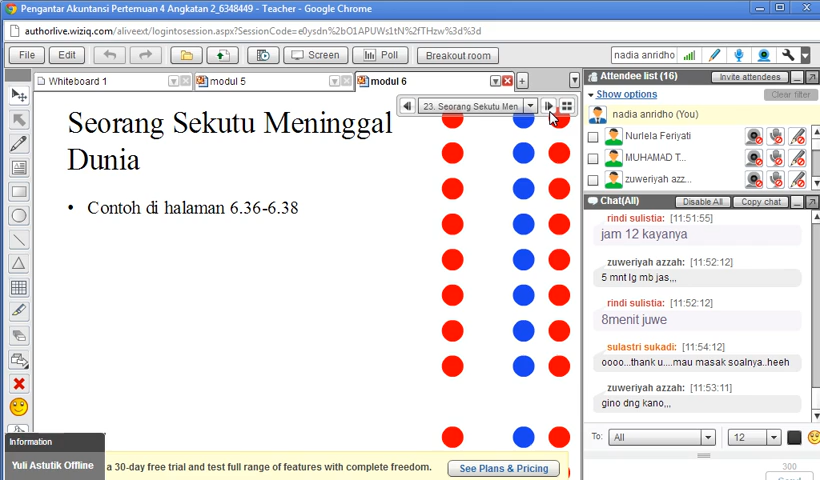 Pengantar Akuntansi Pertemuan 4 Angkatan 2_6348449 - Teacher - Google Chrome
authorlive.wiziq.com/aliveext/logintosession.aspx?SessionCode=e0ysdn%2bO1APUWs1tN%2fTHzw%3d%3d
File Edit Screen Poll Breakout room nadia anridho
Whiteboard 1 modul 5 modul 6
23. Seorang Sekutu Men
Seorang Sekutu Meninggal
Dunia
• Contoh di halaman 6.36-6.38
Attendee list (16) Invite attendees
Show options Clear filter
nadia anridho (You)
Nurlela Feriyati
MUHAMAD T...
zuweriyah azz...
Chat(All) Disable All Copy chat
rindi sulistia: [11:51:55]
jam 12 kayanya
zuweriyah azzah: [11:52:12]
5 mnt lg mb jas,,,
rindi sulistia: [11:52:12]
8menit juwe
sulastri sukadi: [11:54:12]
oooo...thank u....mau masak soalnya..heeh
zuweriyah azzah: [11:53:11]
gino dng kano,,,
To: All 12
300
Send
Information
Yuli Astutik Offline
a 30-day free trial and test full range of features with complete freedom. See Plans & Pricing